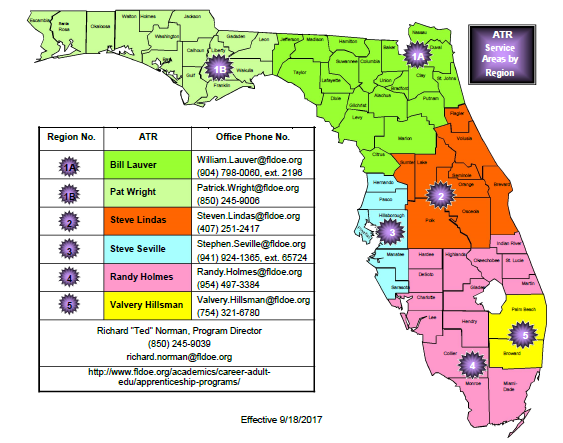 ATR
Service
Areas by
Region
Escambia
Santa
Rosa
Okaloosa
Walton
Holmes
Jackson
Washington
Bay
Calhoun
Gulf
Liberty
Gadsden
Leon
Wakulla
Franklin
Jefferson
Madison
Hamilton
Taylor
Suwannee
Columbia
Lafayette
Dixie
Gilchrist
Levy
Alachua
Union
Bradford
Baker
Nassau
Duval
Clay
St. Johns
Putnam
Marion
Citrus
Flagler
Volusia
Sumter
Lake
Seminole
Orange
Osceola
Brevard
Polk
Hernando
Pasco
Hillsborough
Pinellas
Manatee
Sarasota
Hardee
Highlands
DeSoto
Okeechobee
Indian River
St. Lucie
Martin
Glades
Charlotte
Lee
Hendry
Collier
Monroe
Miami-
Dade
Palm Beach
Broward
1B
1A
2
3
4
5
Region No. ATR Office Phone No.
1A Bill Lauver William.Lauver@fldoe.org
(904) 798-0060, ext. 2196
1B Pat Wright Patrick.Wright@fldoe.org
(850) 245-9006
2 Steve Lindas Steven.Lindas@fldoe.org
(407) 251-2417
3 Steve Seville Stephen.Seville@fldoe.org
(941) 924-1365, ext. 65724
4 Randy Holmes Randy.Holmes@fldoe.org
(954) 497-3384
5 Valvery Hillsman Valvery.Hillsman@fldoe.org
(754) 321-6780
Richard "Ted" Norman, Program Director
(850) 245-9039
richard.norman@fldoe.org
http://www.fldoe.org/academics/career-adult-
edu/apprenticeship-programs/
Effective 9/18/2017